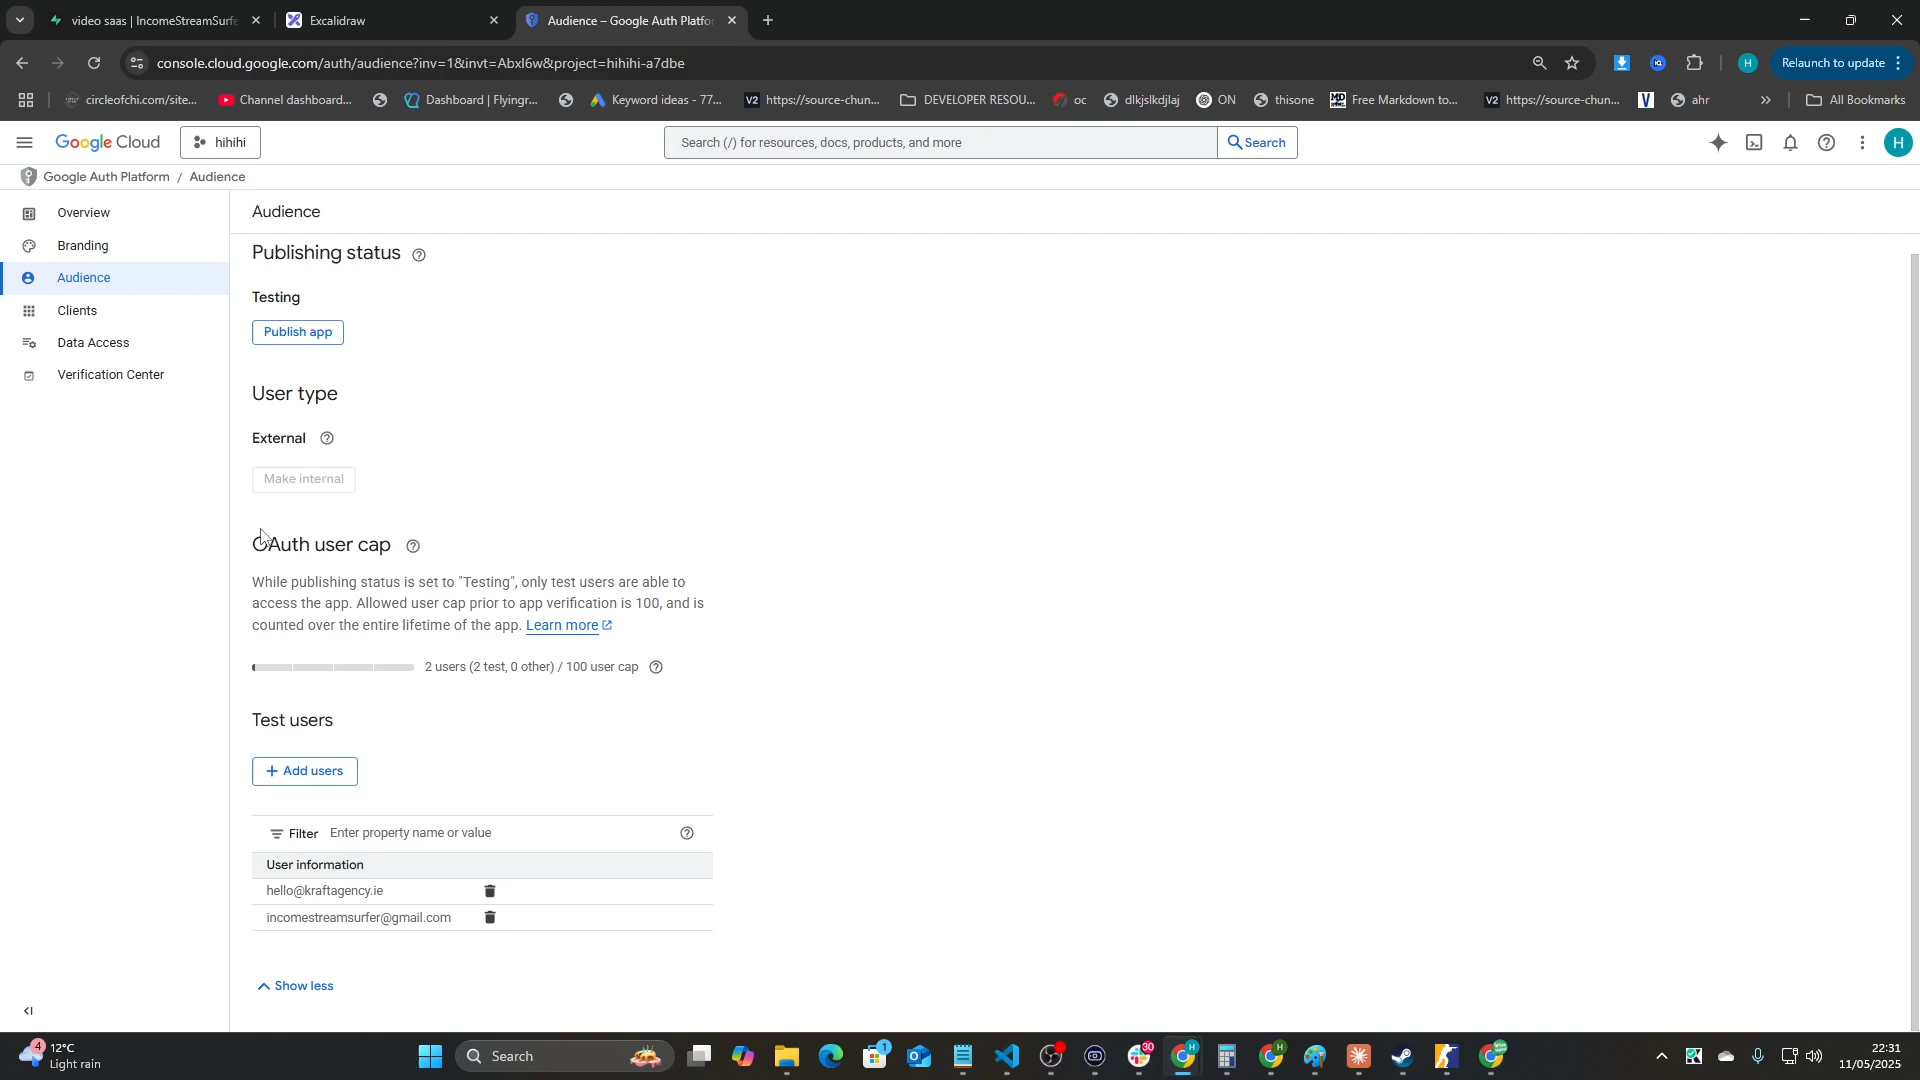 video saas | IncomeStreamSurfe
Excalidraw
Audience – Google Auth Platfor
console.cloud.google.com/auth/audience?inv=1&invt=Abxl6w&project=hihihi-a7dbe
H
Relaunch to update
circleofchi.com/site...
Channel dashboard...
Dashboard | Flyingr...
Keyword ideas - 77...
V2 https://source-chun...
DEVELOPER RESOU...
oc
dlkjslkdjlaj
ON
thisone
Free Markdown to...
V2 https://source-chun...
ahr
All Bookmarks
Google Cloud
hihihi
Search (/) for resources, docs, products, and more
Search
H
Google Auth Platform / Audience
Overview
Branding
Audience
Clients
Data Access
Verification Center
Audience
Publishing status
Testing
Publish app
User type
External
Make internal
OAuth user cap
While publishing status is set to "Testing", only test users are able to
access the app. Allowed user cap prior to app verification is 100, and is
counted over the entire lifetime of the app. Learn more
2 users (2 test, 0 other) / 100 user cap
Test users
+ Add users
Filter Enter property name or value
User information
hello@kraftagency.ie
incomestreamsurfer@gmail.com
Show less
4
12°C
Light rain
Search
1
30
22:31
11/05/2025